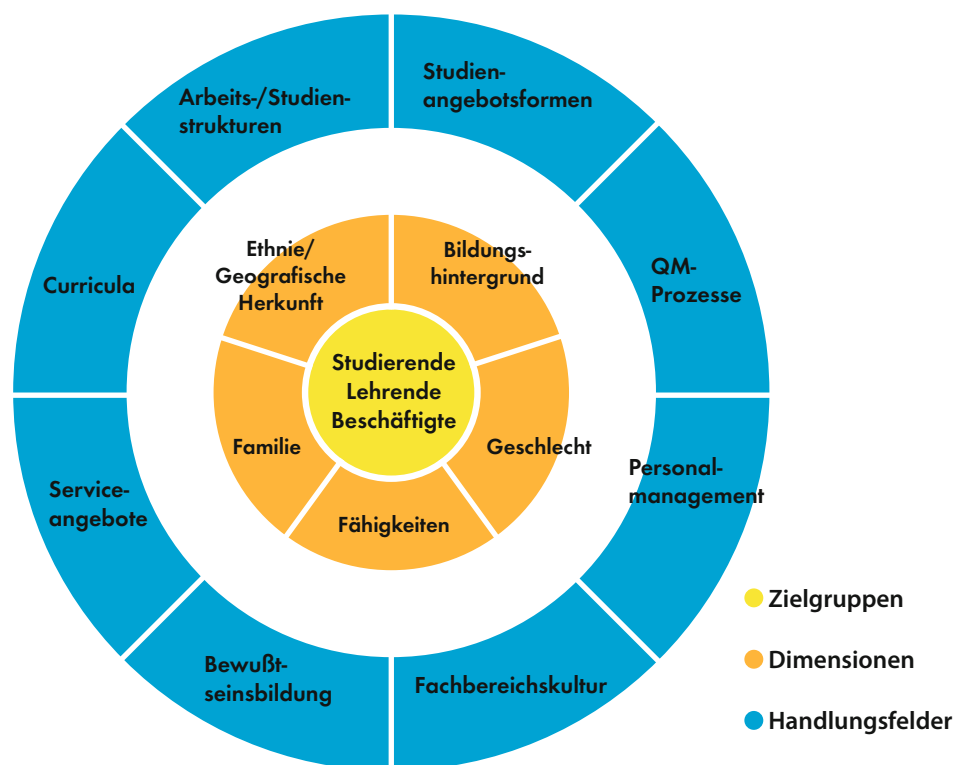 Studien-
angebotsformen
Arbeits-/Studien-
strukturen
QM-
Prozesse
Curricula
Ethnie/
Geografische
Herkunft
Bildungs-
hintergrund
Studierende
Lehrende
Beschäftigte
Familie
Geschlecht
Fähigkeiten
Personal-
management
Service-
angebote
Bewußt-
seinsbildung
Fachbereichskultur
Zielgruppen
Dimensionen
Handlungsfelder